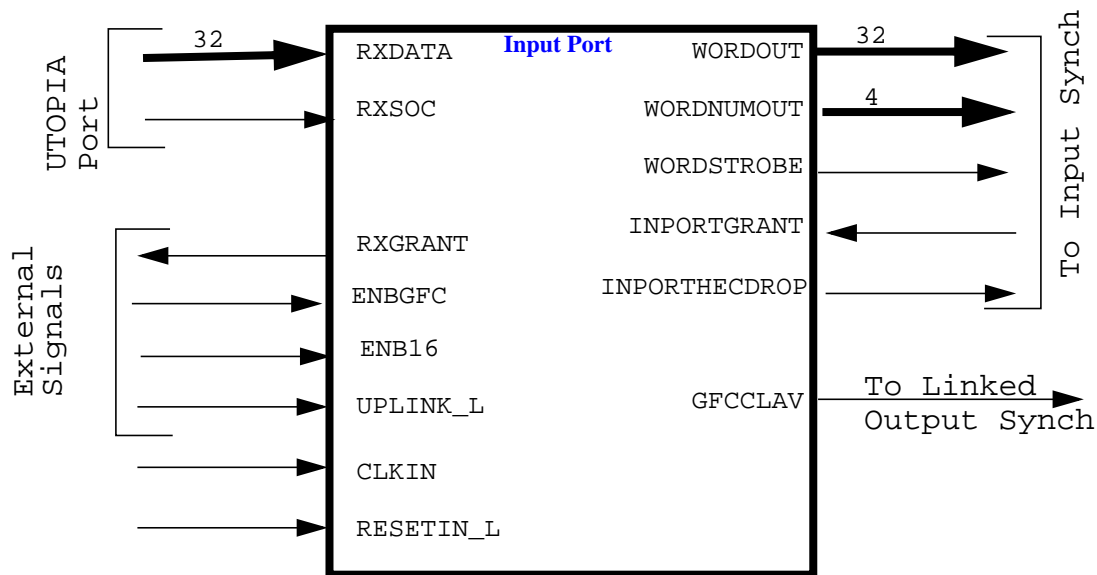 Input Port
UTOPIA
Port
32
RXDATA
RXSOC
External
Signals
RXGRANT
ENBGFC
ENB16
UPLINK_L
CLKIN
RESETIN_L
WORDOUT
32
WORDNUMOUT
4
WORDSTROBE
INPORTGRANT
INPORTHECDROP
To Input Synch
GFCCLAV
To Linked
Output Synch